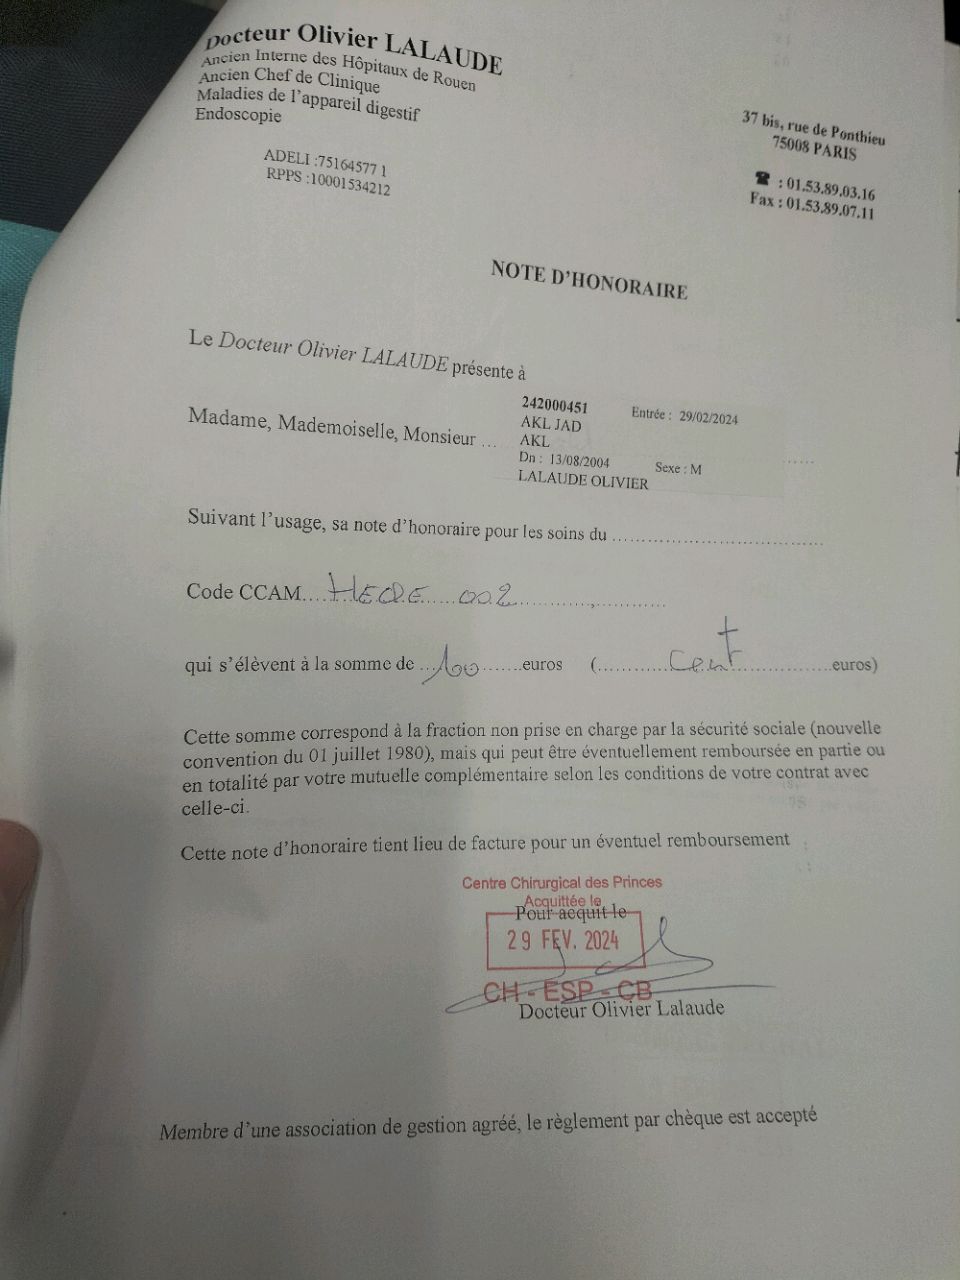 Docteur Olivier LALAUDE
Ancien Interne des Hôpitaux de Rouen
Ancien Chef de Clinique
Maladies de l'appareil digestif
Endoscopie
ADELI :75164577 1
RPPS :10001534212
37 bis, rue de Ponthieu
75008 PARIS
☎ : 01.53.89.03.16
Fax : 01.53.89.07.11
NOTE D'HONORAIRE
Le Docteur Olivier LALAUDE présente à
Madame, Mademoiselle, Monsieur ...
242000451 Entrée : 29/02/2024
AKL JAD
AKL
Dn : 13/08/2004 Sexe : M
LALAUDE OLIVIER
Suivant l'usage, sa note d'honoraire pour les soins du ..................................
Code CCAM....HEQE.....002..............,............
qui s'élèvent à la somme de ...100.......euros (............cent................euros)
Cette somme correspond à la fraction non prise en charge par la sécurité sociale (nouvelle
convention du 01 juillet 1980), mais qui peut être éventuellement remboursée en partie ou
en totalité par votre mutuelle complémentaire selon les conditions de votre contrat avec
celle-ci.
Cette note d'honoraire tient lieu de facture pour un éventuel remboursement
Centre Chirurgical des Princes
Acquittée le
Pour acquit le
29 FEV. 2024
CH - ESP - CB
Docteur Olivier Lalaude
Membre d'une association de gestion agréé, le règlement par chèque est accepté